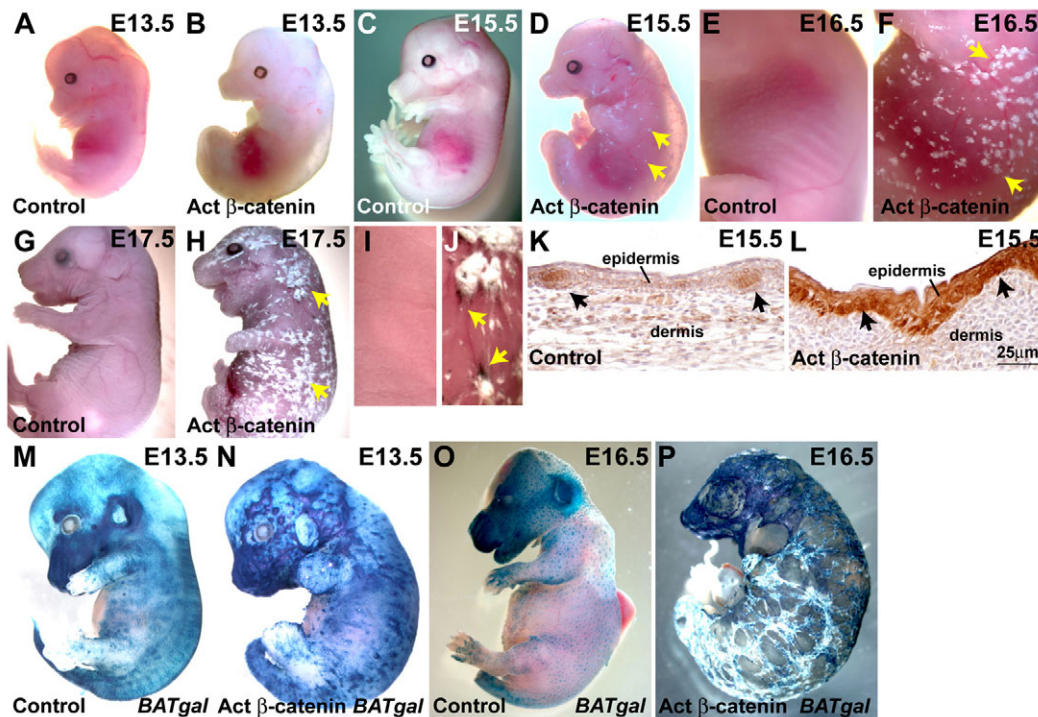 A E13.5 B E13.5 C E15.5 D E15.5 E E16.5 F E16.5
Control Act β-catenin Control Act β-catenin Control Act β-catenin
G E17.5 H E17.5 I J K E15.5 L E15.5
epidermis epidermis
dermis dermis
Control Act β-catenin Control Act β-catenin 25μm
M E13.5 N E13.5 O E16.5 P E16.5
Control BATgal Act β-catenin BATgal Control BATgal Act β-catenin BATgal